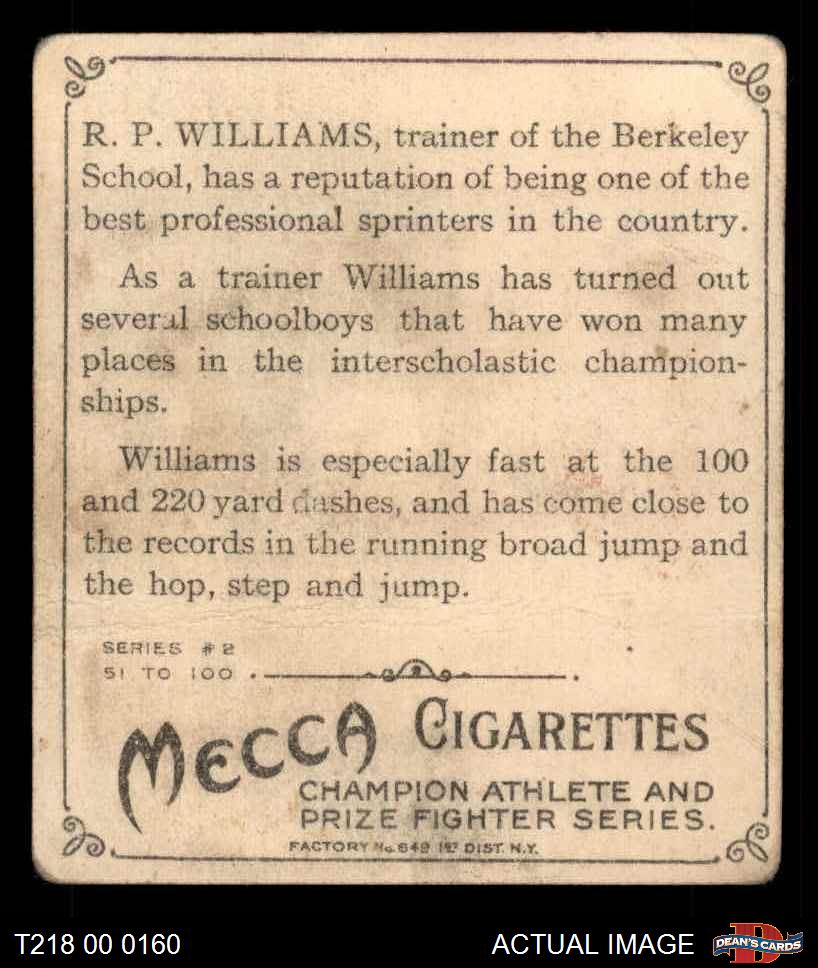 R. P. WILLIAMS, trainer of the Berkeley
School, has a reputation of being one of the
best professional sprinters in the country.
As a trainer Williams has turned out
several schoolboys that have won many
places in the interscholastic champion-
ships.
Williams is especially fast at the 100
and 220 yard dashes, and has come close to
the records in the running broad jump and
the hop, step and jump.
SERIES #2
51 TO 100
MECCA CIGARETTES
CHAMPION ATHLETE AND
PRIZE FIGHTER SERIES.
FACTORY No 649 1ST DIST. N.Y.
T218 00 0160 ACTUAL IMAGE DEAN'S CARDS